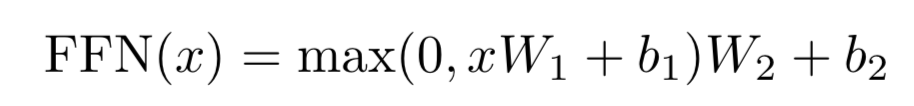 FFN(x) = max(0, xW₁ + b₁)W₂ + b₂